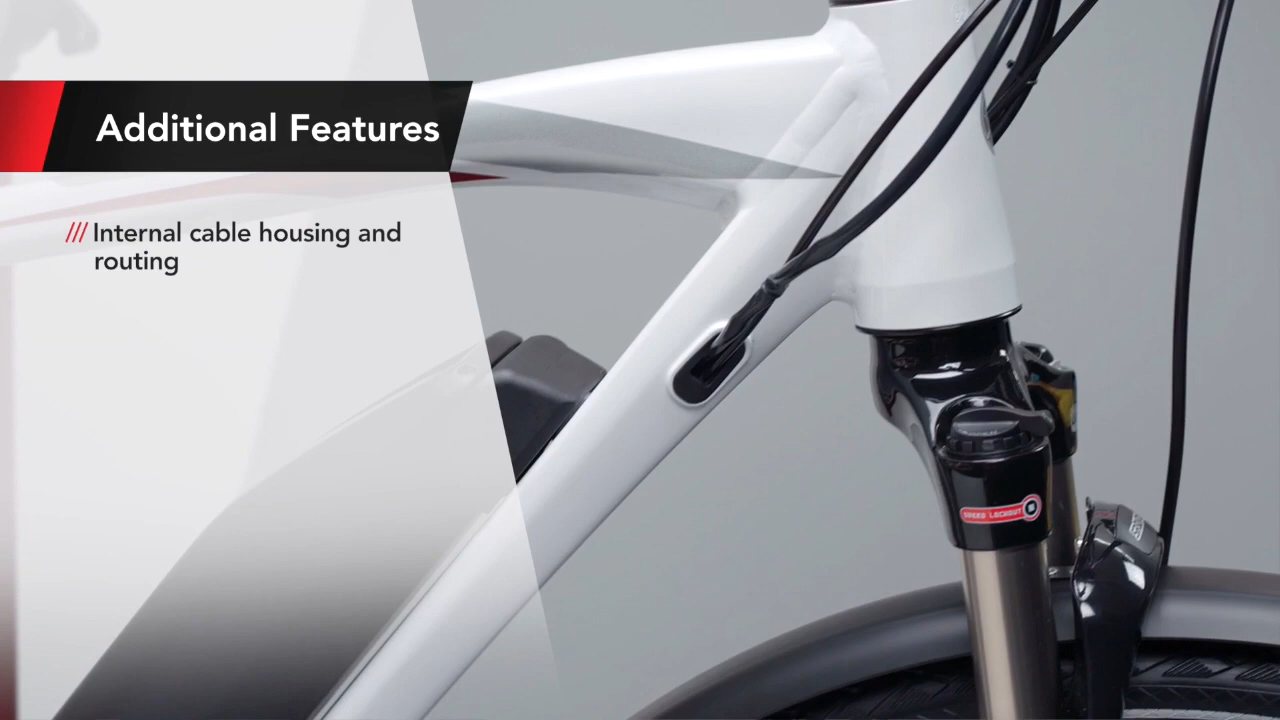 Additional Features
/// Internal cable housing and
routing
SPEED LOCKOUT